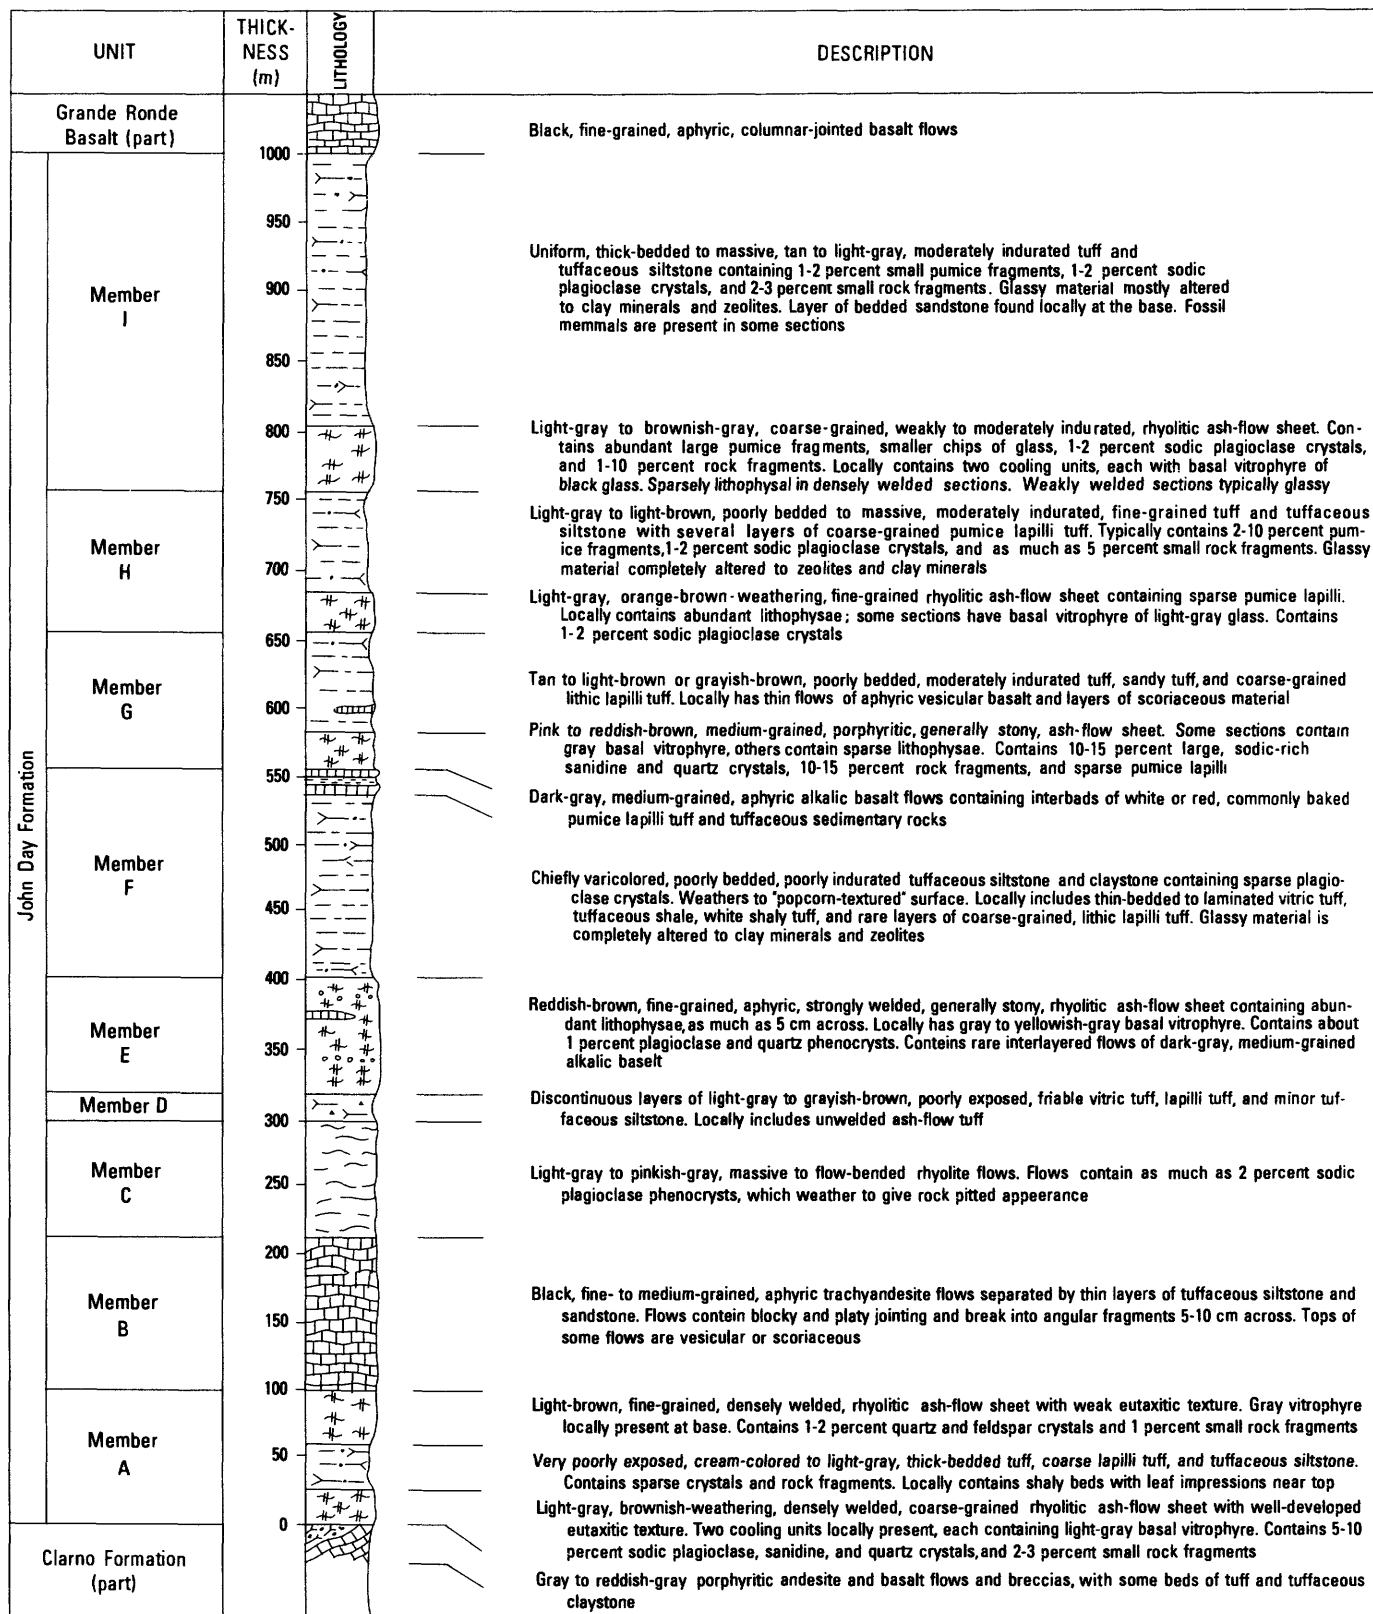 UNIT
THICK-
NESS
(m)
LITHOLOGY
DESCRIPTION
Grande Ronde
Basalt (part)
Black, fine-grained, aphyric, columnar-jointed basalt flows
John Day Formation
1000
950
900
850
800
750
700
650
600
550
500
450
400
350
300
250
200
150
100
50
0
Member
I
Uniform, thick-bedded to massive, tan to light-gray, moderately indurated tuff and
tuffaceous siltstone containing 1-2 percent small pumice fragments, 1-2 percent sodic
plagioclase crystals, and 2-3 percent small rock fragments. Glassy material mostly altered
to clay minerals and zeolites. Layer of bedded sandstone found locally at the base. Fossil
memmals are present in some sections
Light-gray to brownish-gray, coarse-grained, weakly to moderately indurated, rhyolitic ash-flow sheet. Con-
tains abundant large pumice fragments, smaller chips of glass, 1-2 percent sodic plagioclase crystals,
and 1-10 percent rock fragments. Locally contains two cooling units, each with basal vitrophyre of
black glass. Sparsely lithophysal in densely welded sections. Weakly welded sections typically glassy
Member
H
Light-gray to light-brown, poorly bedded to massive, moderately indurated, fine-grained tuff and tuffaceous
siltstone with several layers of coarse-grained pumice lapilli tuff. Typically contains 2-10 percent pum-
ice fragments,1-2 percent sodic plagioclase crystals, and as much as 5 percent small rock fragments. Glassy
material completely altered to zeolites and clay minerals
Light-gray, orange-brown-weathering, fine-grained rhyolitic ash-flow sheet containing sparse pumice lapilli.
Locally contains abundant lithophysae; some sections have basal vitrophyre of light-gray glass. Contains
1-2 percent sodic plagioclase crystals
Member
G
Tan to light-brown or grayish-brown, poorly bedded, moderately indurated tuff, sandy tuff, and coarse-grained
lithic lapilli tuff. Locally has thin flows of aphyric vesicular basalt and layers of scoriaceous material
Pink to reddish-brown, medium-grained, porphyritic, generally stony, ash-flow sheet. Some sections contain
gray basal vitrophyre, others contain sparse lithophysae. Contains 10-15 percent large, sodic-rich
sanidine and quartz crystals, 10-15 percent rock fragments, and sparse pumice lapilli
Member
F
Dark-gray, medium-grained, aphyric alkalic basalt flows containing interbads of white or red, commonly baked
pumice lapilli tuff and tuffaceous sedimentary rocks
Chiefly varicolored, poorly bedded, poorly indurated tuffaceous siltstone and claystone containing sparse plagio-
clase crystals. Weathers to "popcorn-textured" surface. Locally includes thin-bedded to laminated vitric tuff,
tuffaceous shale, white shaly tuff, and rare layers of coarse-grained, lithic lapilli tuff. Glassy material is
completely altered to clay minerals and zeolites
Member
E
Reddish-brown, fine-grained, aphyric, strongly welded, generally stony, rhyolitic ash-flow sheet containing abun-
dant lithophysae, as much as 5 cm across. Locally has gray to yellowish-gray basal vitrophyre. Contains about
1 percent plagioclase and quartz phenocrysts. Conteins rare interlayered flows of dark-gray, medium-grained
alkalic baselt
Member D
Discontinuous layers of light-gray to grayish-brown, poorly exposed, friable vitric tuff, lapilli tuff, and minor tuf-
faceous siltstone. Locally includes unwelded ash-flow tuff
Member
C
Light-gray to pinkish-gray, massive to flow-bended rhyolite flows. Flows contain as much as 2 percent sodic
plagioclase phenocrysts, which weather to give rock pitted appeerance
Member
B
Black, fine- to medium-grained, aphyric trachyandesite flows separated by thin layers of tuffaceous siltstone and
sandstone. Flows contein blocky and platy jointing and break into angular fragments 5-10 cm across. Tops of
some flows are vesicular or scoriaceous
Member
A
Light-brown, fine-grained, densely welded, rhyolitic ash-flow sheet with weak eutaxitic texture. Gray vitrophyre
locally present at base. Contains 1-2 percent quartz and feldspar crystals and 1 percent small rock fragments
Very poorly exposed, cream-colored to light-gray, thick-bedded tuff, coarse lapilli tuff, and tuffaceous siltstone.
Contains sparse crystals and rock fragments. Locally contains shaly beds with leaf impressions near top
Light-gray, brownish-weathering, densely welded, coarse-grained rhyolitic ash-flow sheet with well-developed
eutaxitic texture. Two cooling units locally present, each containing light-gray basal vitrophyre. Contains 5-10
percent sodic plagioclase, sanidine, and quartz crystals, and 2-3 percent small rock fragments
Clarno Formation
(part)
Gray to reddish-gray porphyritic andesite and basalt flows and breccias, with some beds of tuff and tuffaceous
claystone